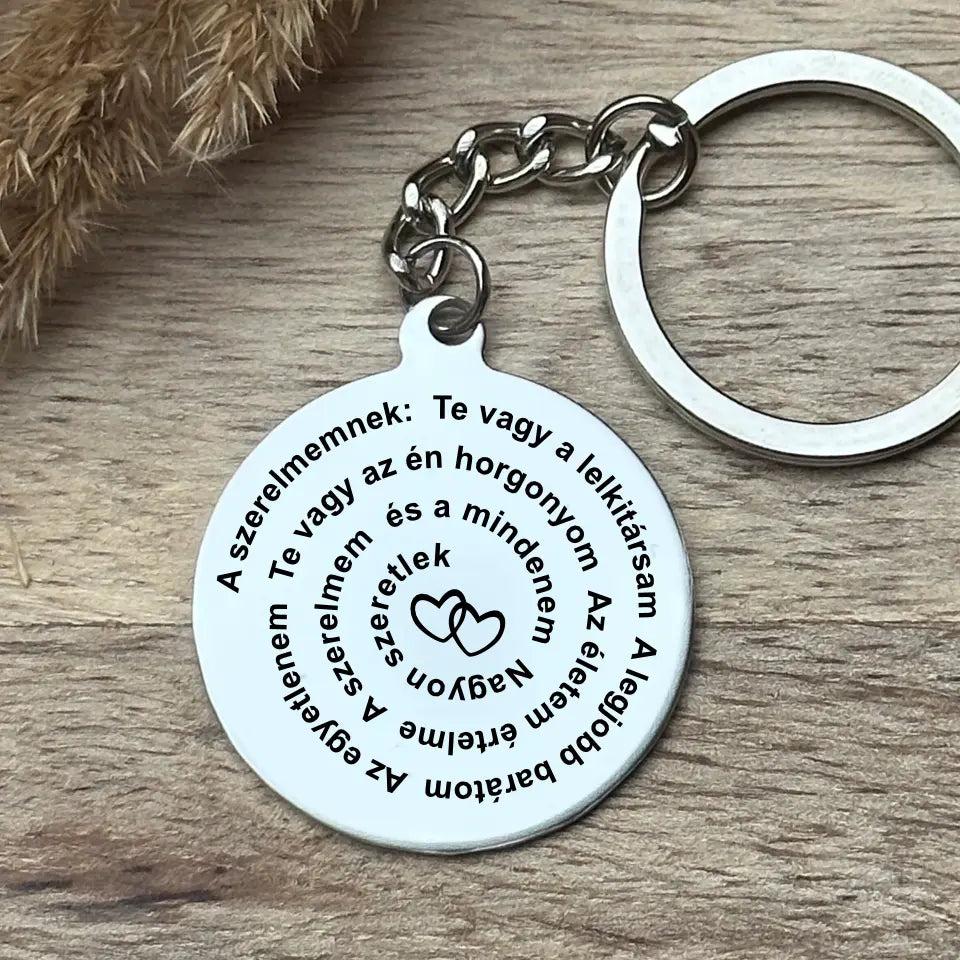 A szerelmemnek: Te vagy a lelkitársam A legjobb barátom Az egyetlenem Te vagy az én horgonyom Az életem értelme A szerelmem és a mindenem Nagyon szeretlek